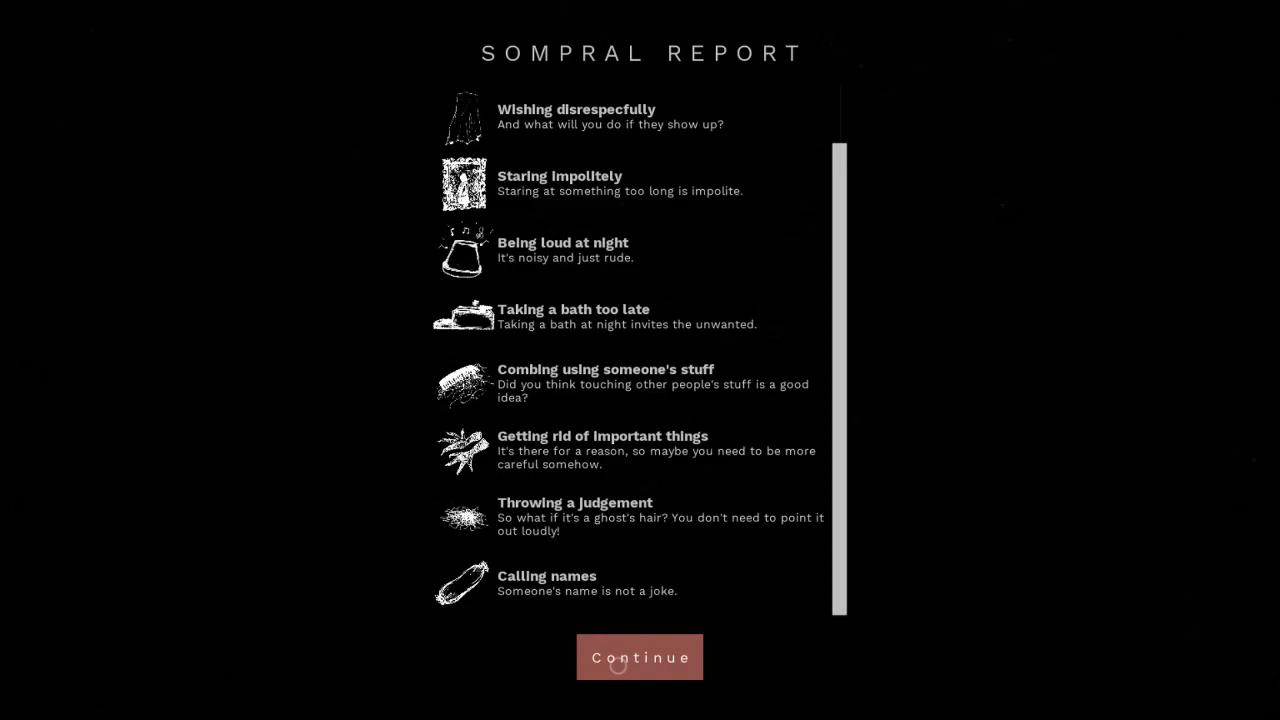 SOMPRAL REPORT
Wishing disrespecfully
And what will you do if they show up?
Staring impolitely
Staring at something too long is impolite.
Being loud at night
It's noisy and just rude.
Taking a bath too late
Taking a bath at night invites the unwanted.
Combing using someone's stuff
Did you think touching other people's stuff is a good
idea?
Getting rid of important things
It's there for a reason, so maybe you need to be more
careful somehow.
Throwing a judgement
So what if it's a ghost's hair? You don't need to point it
out loudly!
Calling names
Someone's name is not a joke.
Continue